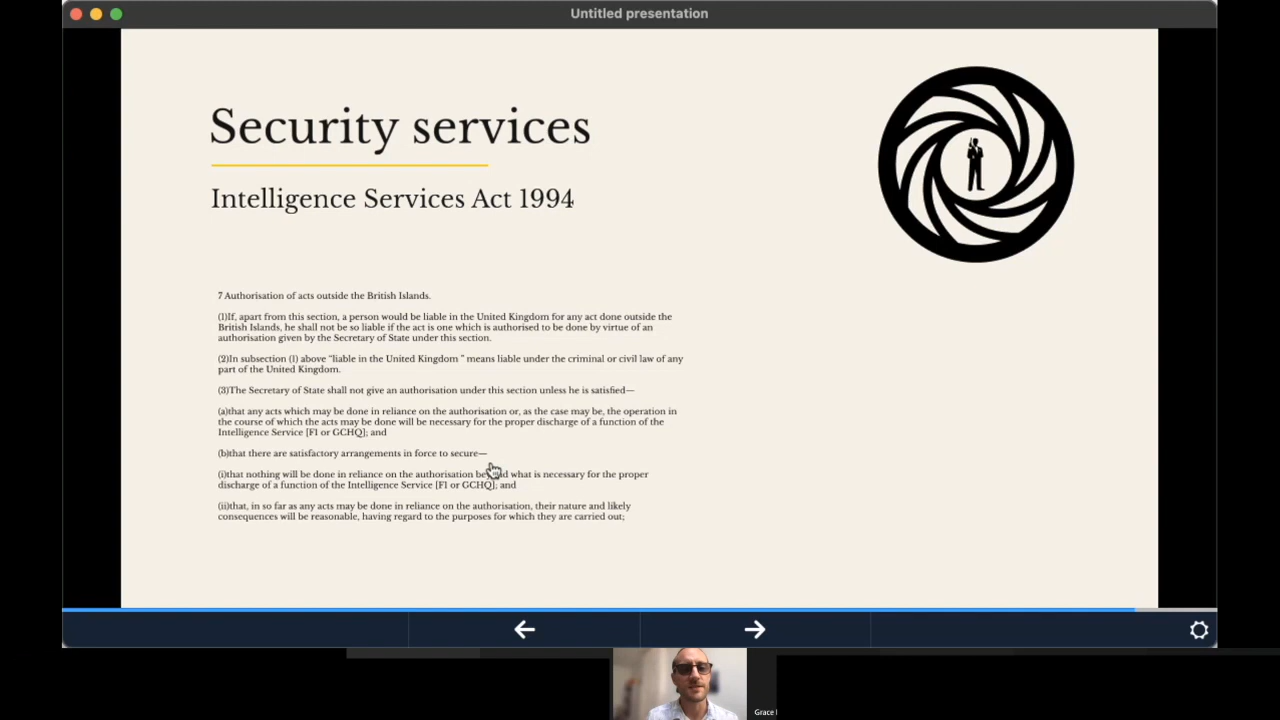 Untitled presentation
Security services
Intelligence Services Act 1994
7 Authorisation of acts outside the British Islands.
(1)If, apart from this section, a person would be liable in the United Kingdom for any act done outside the
British Islands, he shall not be so liable if the act is one which is authorised to be done by virtue of an
authorisation given by the Secretary of State under this section.
(2)In subsection (1) above “liable in the United Kingdom ” means liable under the criminal or civil law of any
part of the United Kingdom.
(3)The Secretary of State shall not give an authorisation under this section unless he is satisfied—
(a)that any acts which may be done in reliance on the authorisation or, as the case may be, the operation in
the course of which the acts may be done will be necessary for the proper discharge of a function of the
Intelligence Service [F1 or GCHQ]; and
(b)that there are satisfactory arrangements in force to secure—
(i)that nothing will be done in reliance on the authorisation what is necessary for the proper
discharge of a function of the Intelligence Service [F1 or GCHQ]; and
(ii)that, in so far as any acts may be done in reliance on the authorisation, their nature and likely
consequences will be reasonable, having regard to the purposes for which they are carried out;
Grace